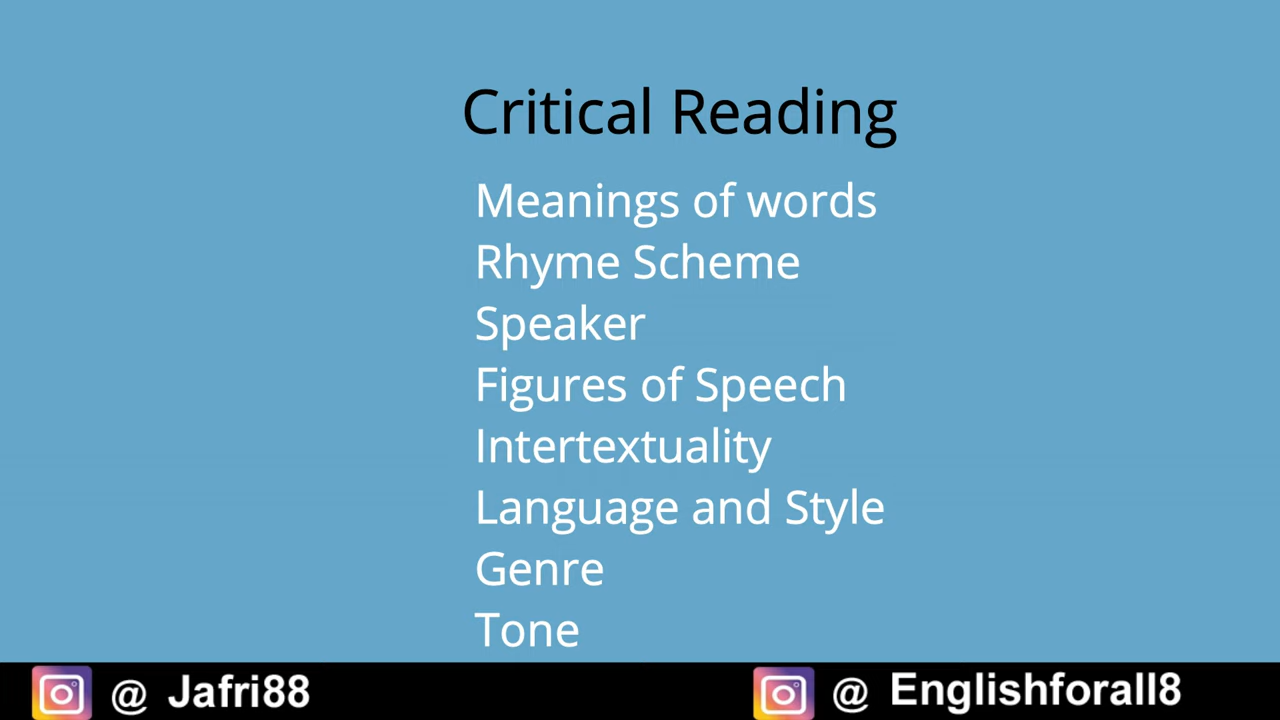 Critical Reading
Meanings of words
Rhyme Scheme
Speaker
Figures of Speech
Intertextuality
Language and Style
Genre
Tone
@ Jafri88
@ Englishforall8